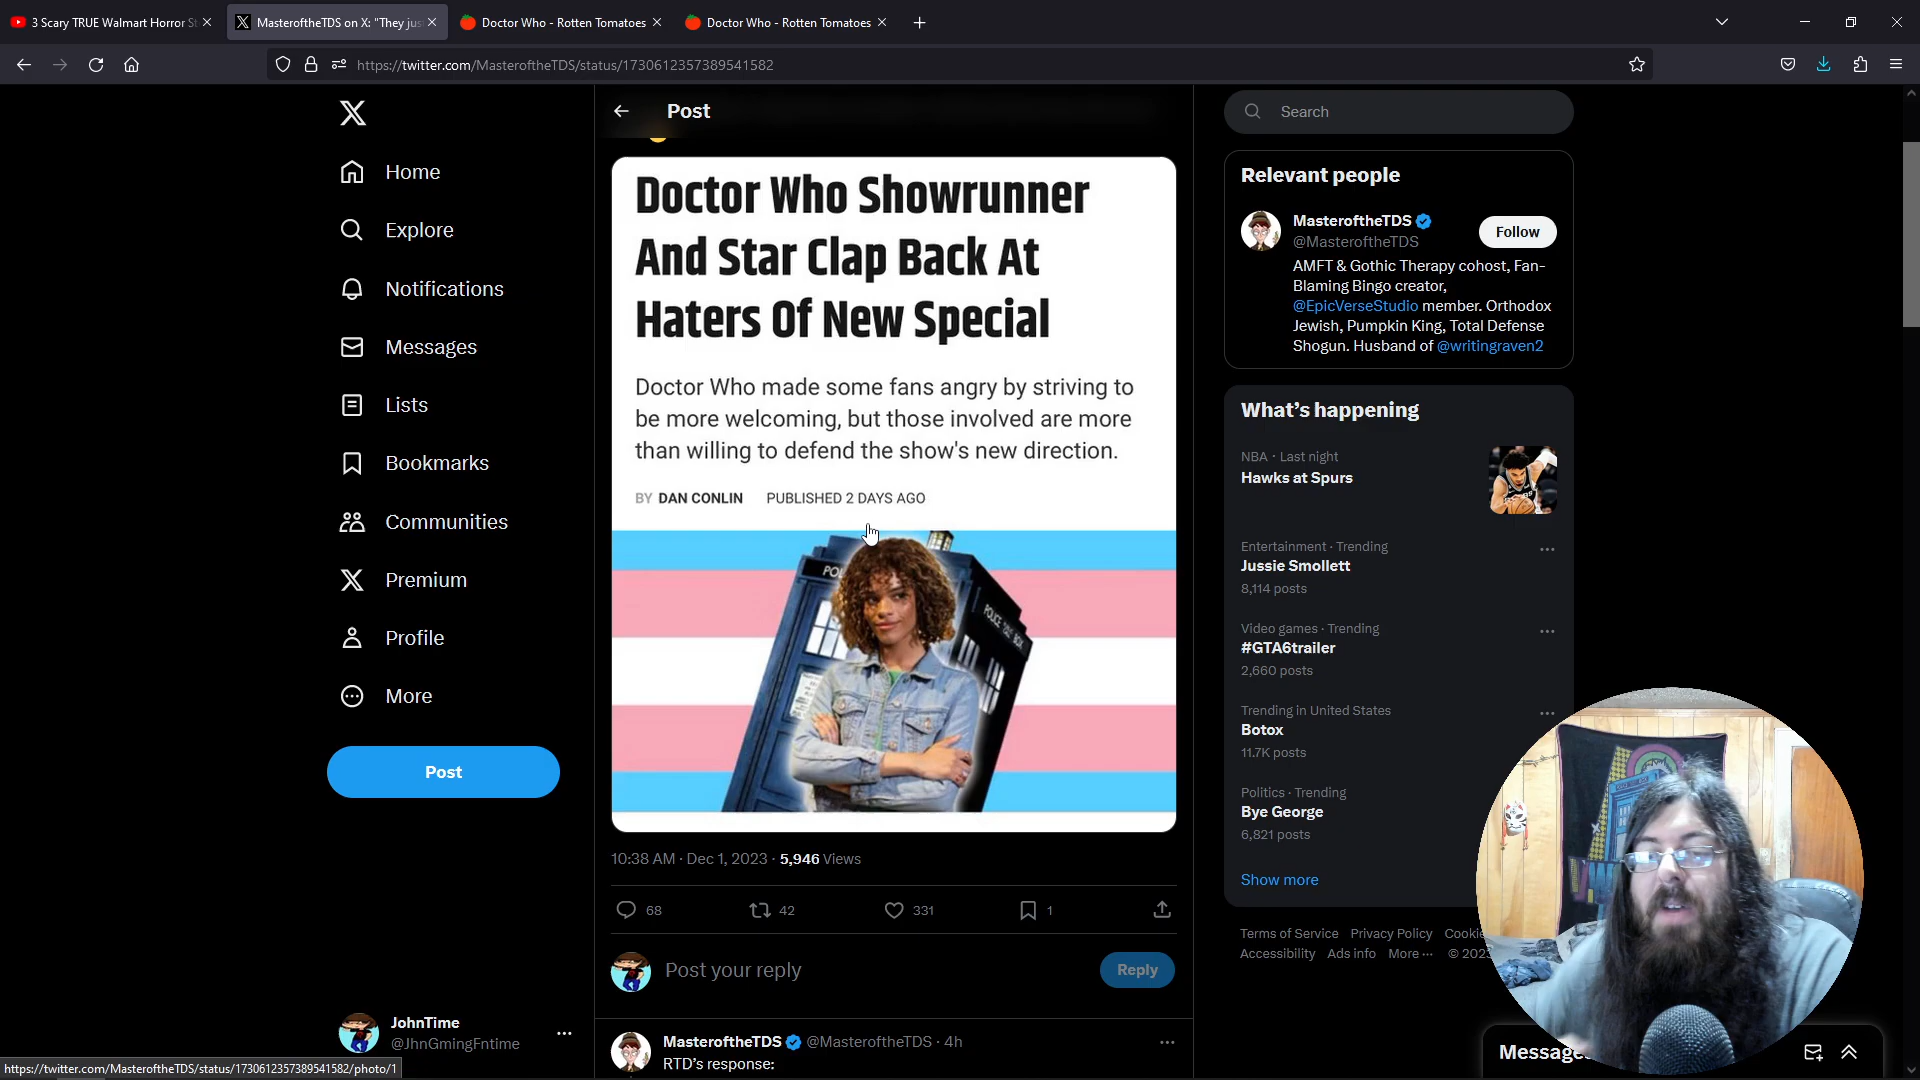 3 Scary TRUE Walmart Horror St
MasteroftheTDS on X: "They jus
Doctor Who - Rotten Tomatoes
Doctor Who - Rotten Tomatoes
https://twitter.com/MasteroftheTDS/status/1730612357389541582
Home
Explore
Notifications
Messages
Lists
Bookmarks
Communities
Premium
Profile
More
Post
JohnTime
@JhnGmingFntime
https://twitter.com/MasteroftheTDS/status/1730612357389541582/photo/1
Post
Doctor Who Showrunner
And Star Clap Back At
Haters Of New Special
Doctor Who made some fans angry by striving to
be more welcoming, but those involved are more
than willing to defend the show's new direction.
BY DAN CONLIN PUBLISHED 2 DAYS AGO
POLICE BOX
10:38 AM · Dec 1, 2023 · 5,946 Views
68 42 331 1
Post your reply
Reply
MasteroftheTDS @MasteroftheTDS · 4h
RTD's response:
Search
Relevant people
MasteroftheTDS
@MasteroftheTDS
Follow
AMFT & Gothic Therapy cohost, Fan-
Blaming Bingo creator,
@EpicVerseStudio member. Orthodox
Jewish, Pumpkin King, Total Defense
Shogun. Husband of @writingraven2
What's happening
NBA · Last night
Hawks at Spurs
Entertainment · Trending
Jussie Smollett
8,114 posts
Video games · Trending
#GTA6trailer
2,660 posts
Trending in United States
Botox
11.7K posts
Politics · Trending
Bye George
6,821 posts
Show more
Terms of Service Privacy Policy Cookie
Accessibility Ads info More ··· © 2023
Messages